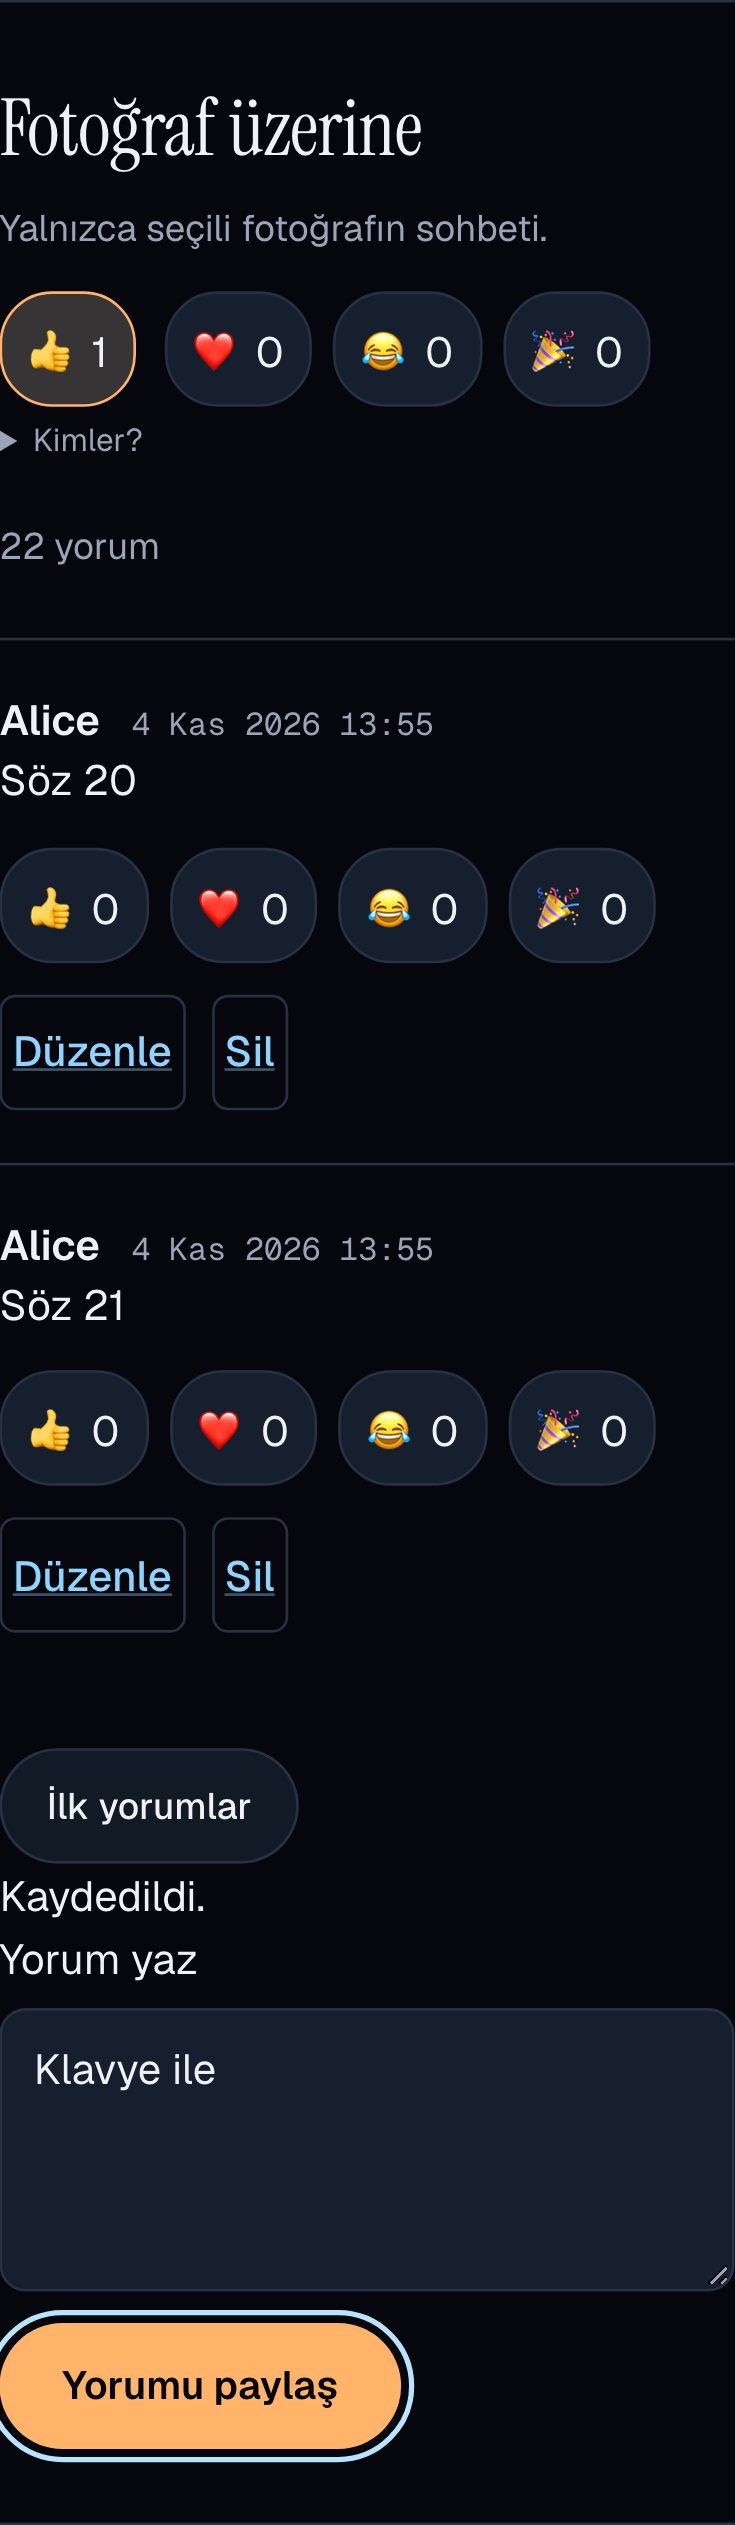 Fotoğraf üzerine
Yalnızca seçili fotoğrafın sohbeti.
👍 1 ❤️ 0 😂 0 🎉 0
▶ Kimler?
22 yorum
Alice 4 Kas 2026 13:55
Söz 20
👍 0 ❤️ 0 😂 0 🎉 0
Düzenle Sil
Alice 4 Kas 2026 13:55
Söz 21
👍 0 ❤️ 0 😂 0 🎉 0
Düzenle Sil
İlk yorumlar
Kaydedildi.
Yorum yaz
Klavye ile
Yorumu paylaş